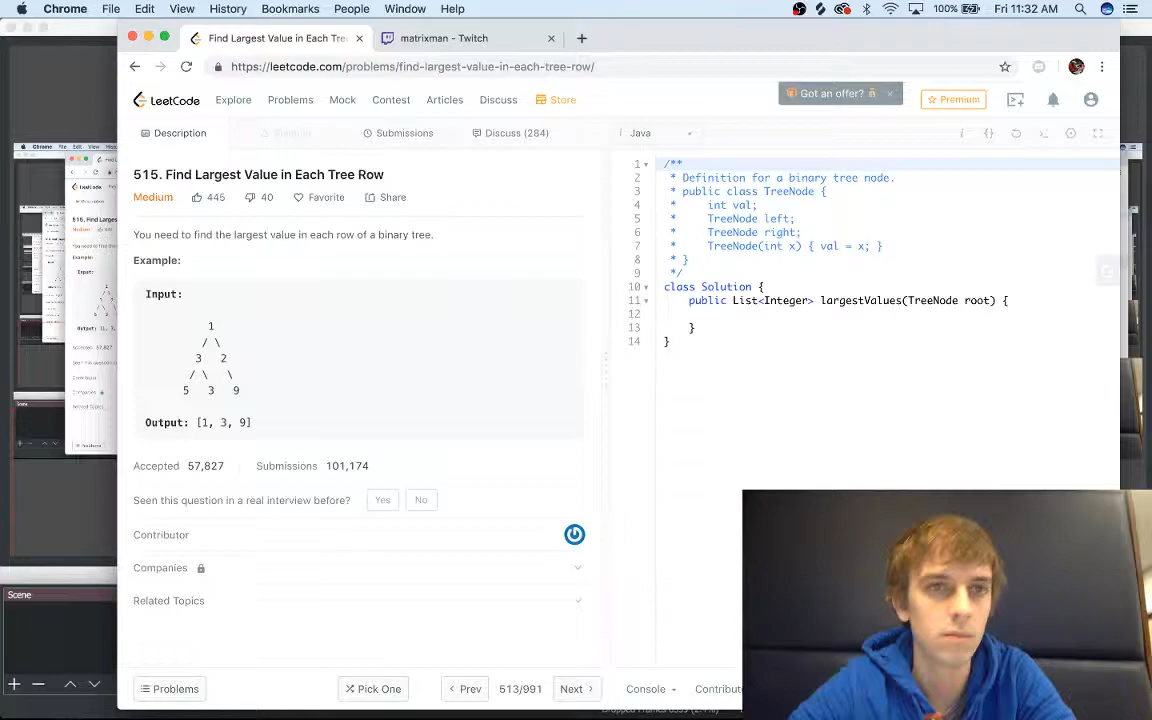 Chrome File Edit View History Bookmarks People Window Help 100% Fri 11:32 AM
Find Largest Value in Each Tre
matrixman - Twitch
https://leetcode.com/problems/find-largest-value-in-each-tree-row/
LeetCode Explore Problems Mock Contest Articles Discuss Store
Got an offer?
Premium
Description Premium Submissions Discuss (284)
Java
515. Find Largest Value in Each Tree Row
Medium 445 40 Favorite Share
You need to find the largest value in each row of a binary tree.
Example:
Input:
1
/ \
3 2
/ \ \
5 3 9
Output: [1, 3, 9]
Accepted 57,827 Submissions 101,174
Seen this question in a real interview before? Yes No
Contributor
Companies
Related Topics
Problems Pick One Prev 513/991 Next
1 /**
2 * Definition for a binary tree node.
3 * public class TreeNode {
4 * int val;
5 * TreeNode left;
6 * TreeNode right;
7 * TreeNode(int x) { val = x; }
8 * }
9 */
10 class Solution {
11 public List<Integer> largestValues(TreeNode root) {
12
13 }
14 }
Console Contribut
Scene